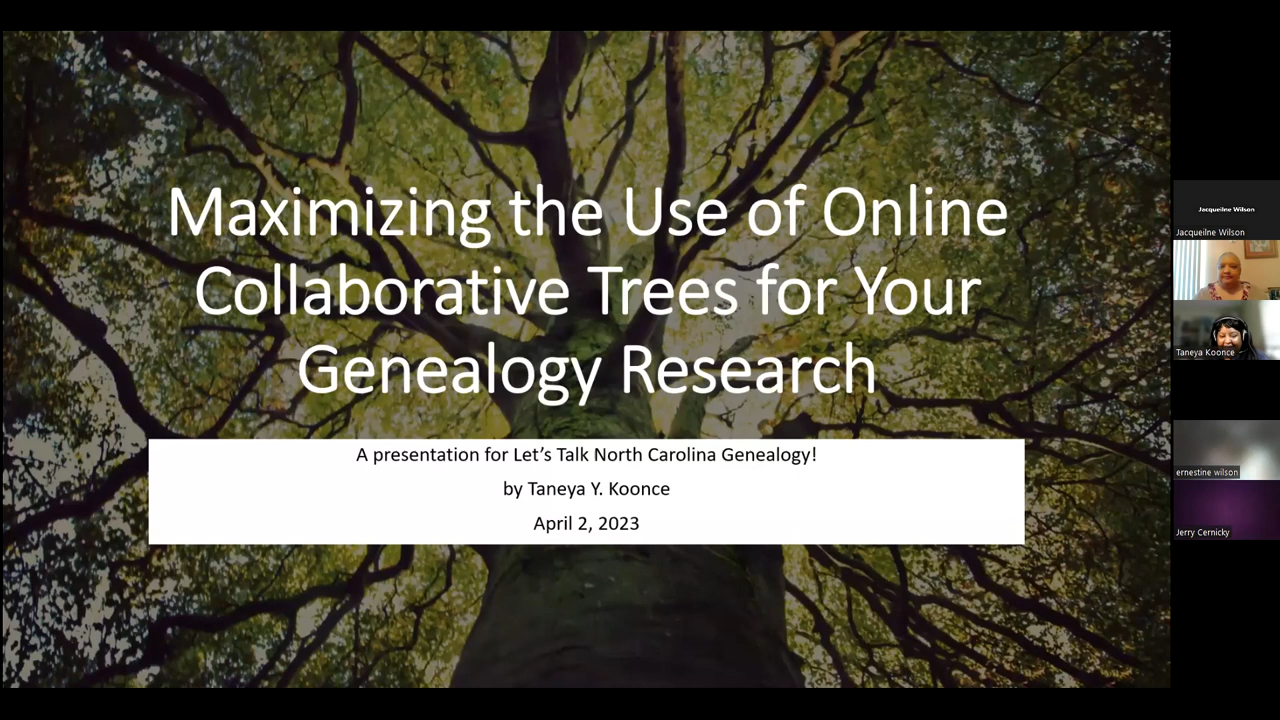 Maximizing the Use of Online
Collaborative Trees for Your
Genealogy Research
A presentation for Let's Talk North Carolina Genealogy!
by Taneya Y. Koonce
April 2, 2023
Jacqueilne Wilson
Jacqueilne Wilson
Taneya Koonce
ernestine wilson
Jerry Cernicky